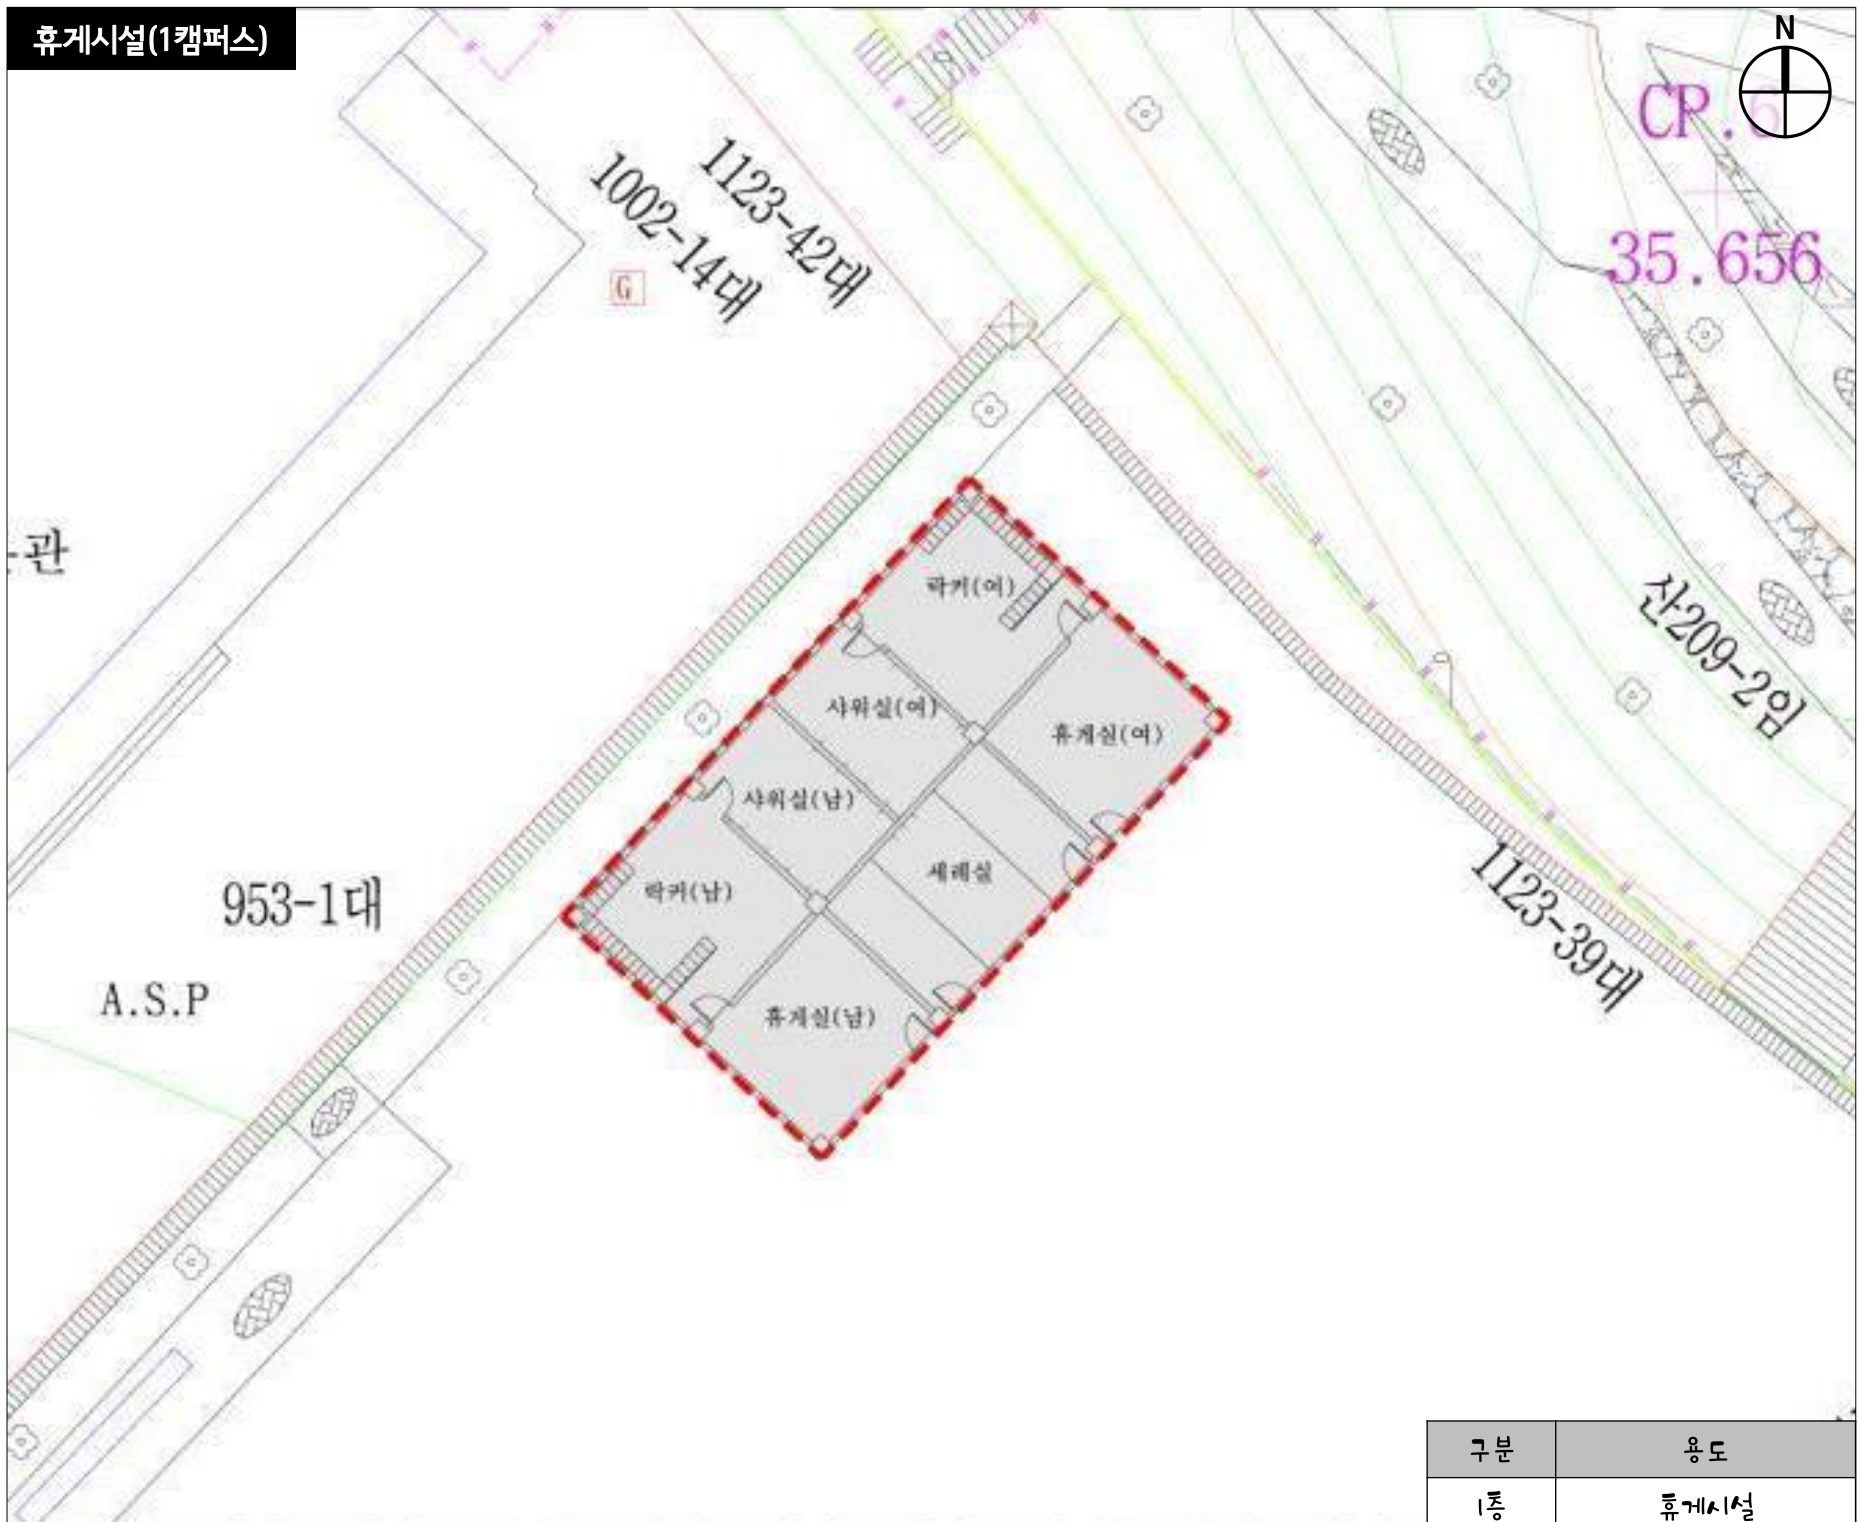 휴게시설(1캠퍼스)
N
CP.6
35.656
1123-42대
1002-14대
G
관
락커(여)
산209-2임
샤워실(여)
휴게실(여)
샤워실(남)
세례실
락커(남)
953-1대
1123-39대
A.S.P
휴게실(남)
구분 용도
1층 휴게시설